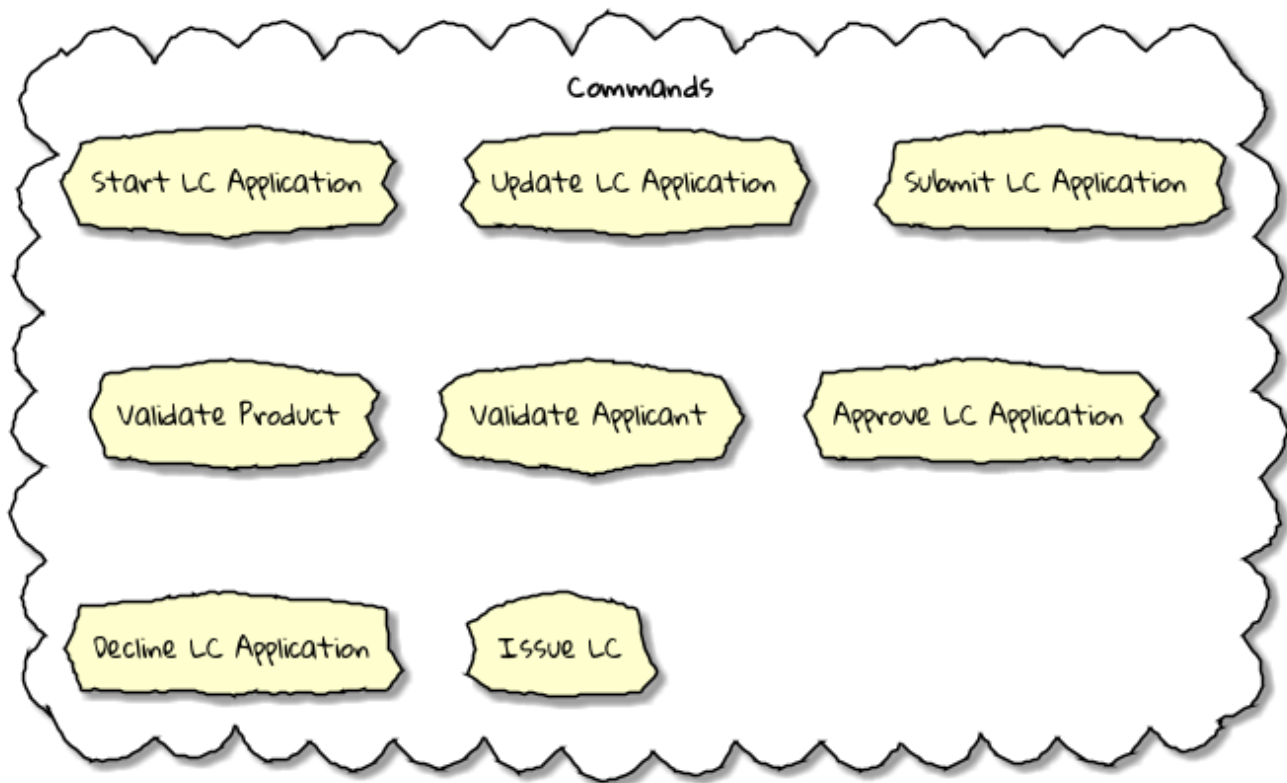 Commands
Start LC Application
Update LC Application
Submit LC Application
Validate Product
Validate Applicant
Approve LC Application
Decline LC Application
Issue LC